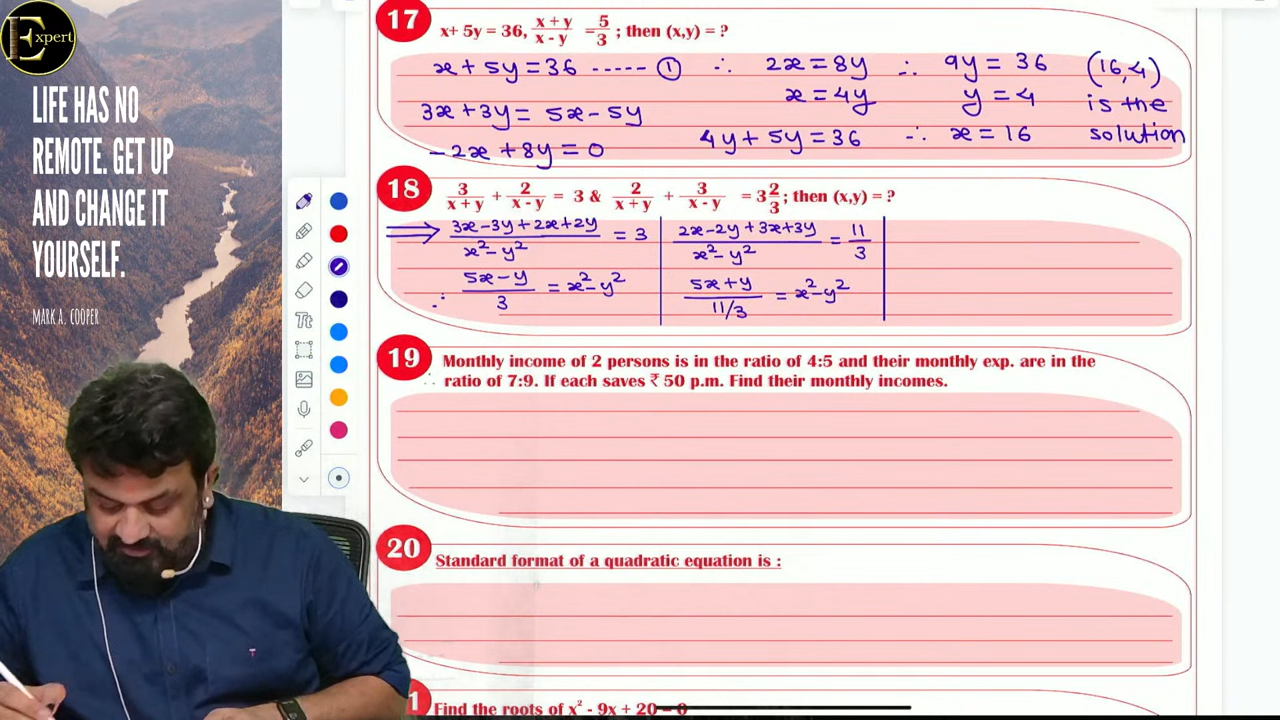 Expert
LIFE HAS NO
REMOTE. GET UP
AND CHANGE IT
YOURSELF.
MARK A. COOPER
Tt
17
x+ 5y = 36, (x + y)/(x - y) = 5/3 ; then (x,y) = ?
x + 5y = 36 ----- ①
3x + 3y = 5x - 5y
-2x + 8y = 0
∴ 2x = 8y
x = 4y
4y + 5y = 36
∴ 9y = 36
y = 4
∴ x = 16
(16,4)
is the
solution
18
3/(x + y) + 2/(x - y) = 3 & 2/(x + y) + 3/(x - y) = 3 2/3; then (x,y) = ?
⟹ (3x-3y+2x+2y)/(x²-y²) = 3
∴ (5x-y)/3 = x²-y²
(2x-2y+3x+3y)/(x²-y²) = 11/3
(5x+y)/(11/3) = x²-y²
19
Monthly income of 2 persons is in the ratio of 4:5 and their monthly exp. are in the
∴ ratio of 7:9. If each saves ₹ 50 p.m. Find their monthly incomes.
20
Standard format of a quadratic equation is :
1
Find the roots of x² - 9x + 20 = 0